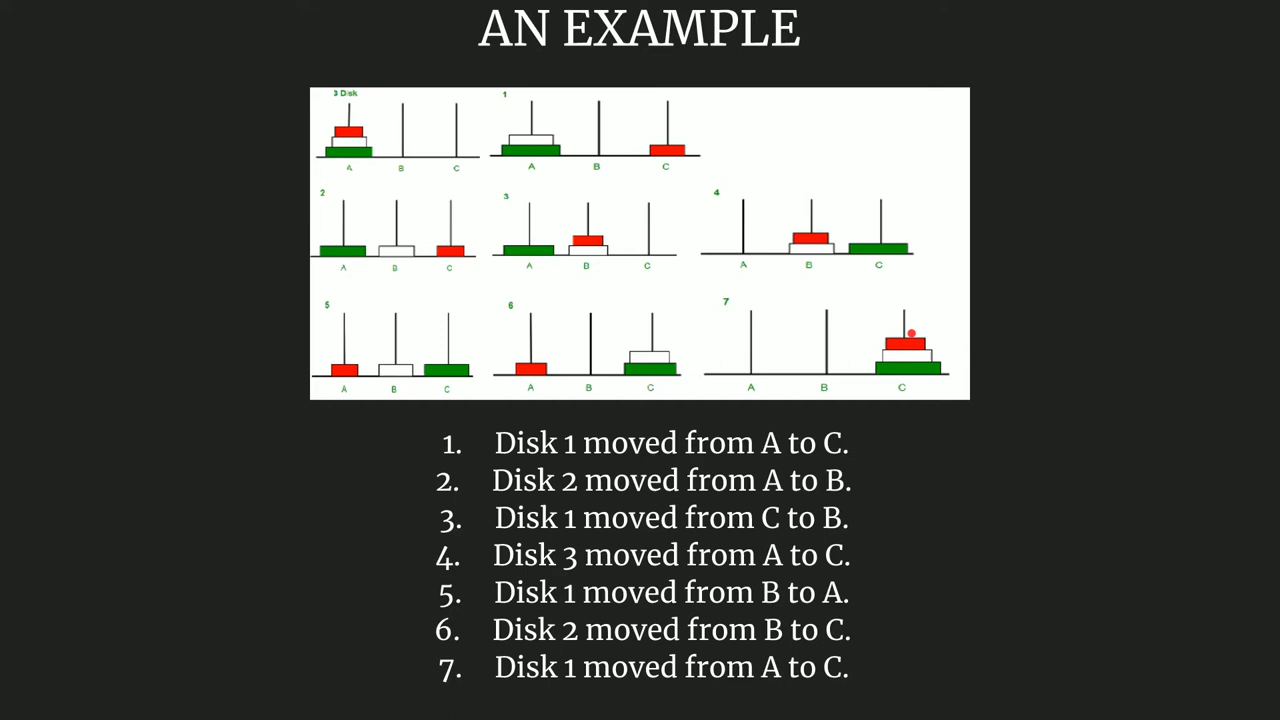 AN EXAMPLE
3 Disk
1
A B C
A B C
2
3
4
A B C
A B C
A B C
5
6
7
A B C
A B C
A B C
1. Disk 1 moved from A to C.
2. Disk 2 moved from A to B.
3. Disk 1 moved from C to B.
4. Disk 3 moved from A to C.
5. Disk 1 moved from B to A.
6. Disk 2 moved from B to C.
7. Disk 1 moved from A to C.